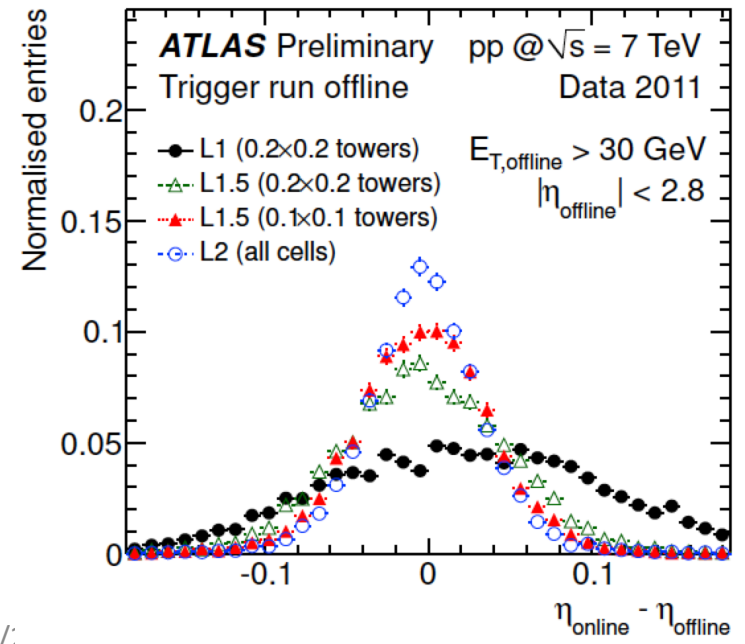 ATLAS Preliminary pp @ √s = 7 TeV
Trigger run offline Data 2011
L1 (0.2×0.2 towers)
L1.5 (0.2×0.2 towers)
L1.5 (0.1×0.1 towers)
L2 (all cells)
E_T,offline > 30 GeV
|η_offline| < 2.8
Normalised entries
0.2
0.15
0.1
0.05
0
-0.1 0 0.1
η_online - η_offline